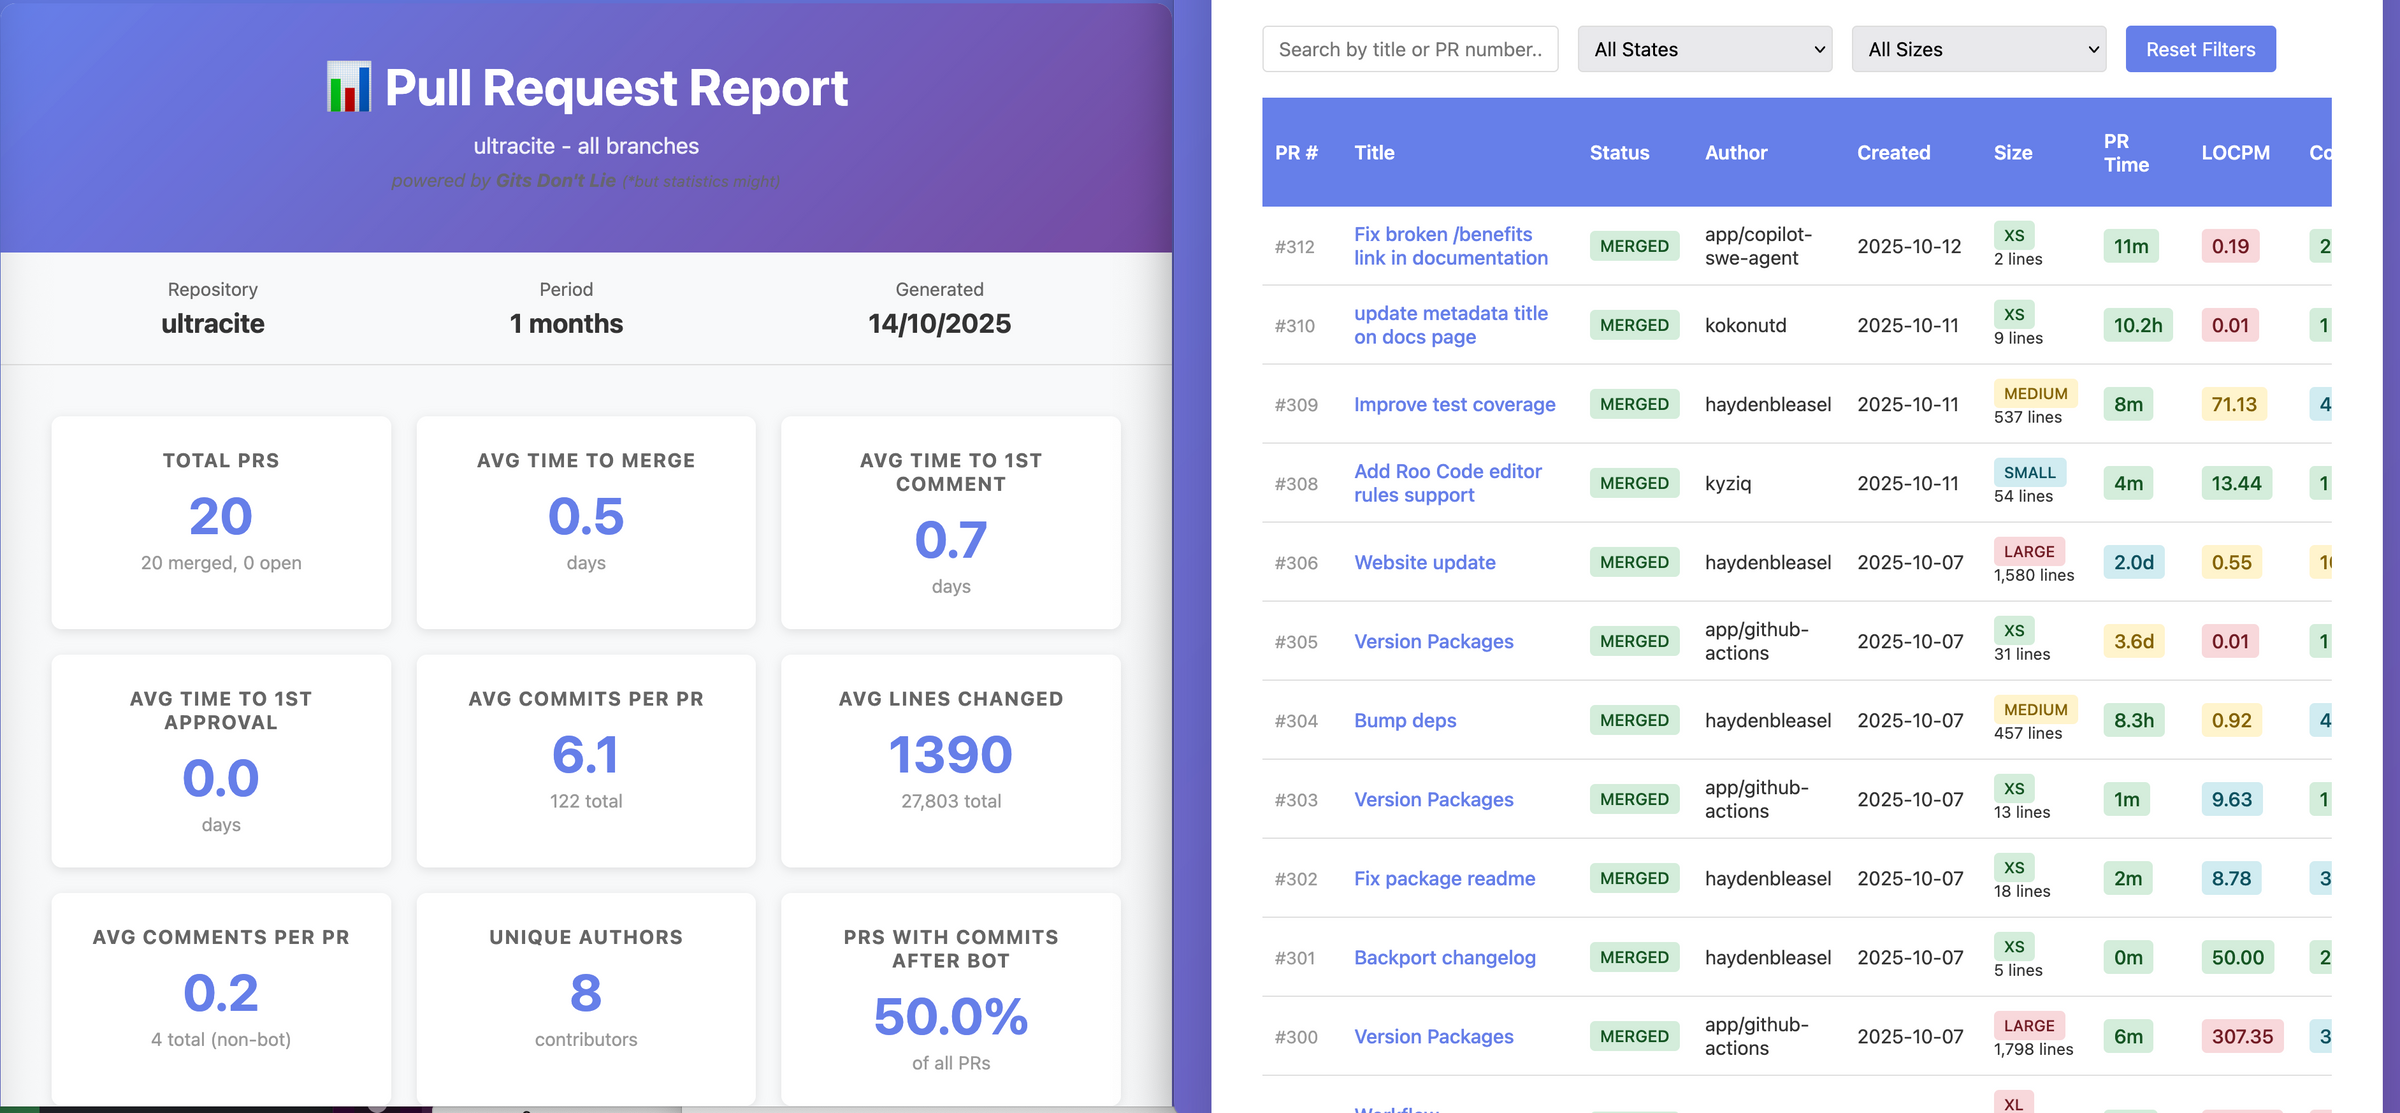 📊 Pull Request Report
ultracite - all branches
powered by Gits Don't Lie (*but statistics might)
Repository
ultracite
Period
1 months
Generated
14/10/2025
TOTAL PRS
20
20 merged, 0 open
AVG TIME TO MERGE
0.5
days
AVG TIME TO 1ST
COMMENT
0.7
days
AVG TIME TO 1ST
APPROVAL
0.0
days
AVG COMMITS PER PR
6.1
122 total
AVG LINES CHANGED
1390
27,803 total
AVG COMMENTS PER PR
0.2
4 total (non-bot)
UNIQUE AUTHORS
8
contributors
PRS WITH COMMITS
AFTER BOT
50.0%
of all PRs
Search by title or PR number..
All States
All Sizes
Reset Filters
PR #
Title
Status
Author
Created
Size
PR
Time
LOCPM
Co
#312
Fix broken /benefits
link in documentation
MERGED
app/copilot-
swe-agent
2025-10-12
XS
2 lines
11m
0.19
2
#310
update metadata title
on docs page
MERGED
kokonutd
2025-10-11
XS
9 lines
10.2h
0.01
1
#309
Improve test coverage
MERGED
haydenbleasel
2025-10-11
MEDIUM
537 lines
8m
71.13
4
#308
Add Roo Code editor
rules support
MERGED
kyziq
2025-10-11
SMALL
54 lines
4m
13.44
1
#306
Website update
MERGED
haydenbleasel
2025-10-07
LARGE
1,580 lines
2.0d
0.55
#305
Version Packages
MERGED
app/github-
actions
2025-10-07
XS
31 lines
3.6d
0.01
1
#304
Bump deps
MERGED
haydenbleasel
2025-10-07
MEDIUM
457 lines
8.3h
0.92
4
#303
Version Packages
MERGED
app/github-
actions
2025-10-07
XS
13 lines
1m
9.63
1
#302
Fix package readme
MERGED
haydenbleasel
2025-10-07
XS
18 lines
2m
8.78
3
#301
Backport changelog
MERGED
haydenbleasel
2025-10-07
XS
5 lines
0m
50.00
2
#300
Version Packages
MERGED
app/github-
actions
2025-10-07
LARGE
1,798 lines
6m
307.35
3
XL